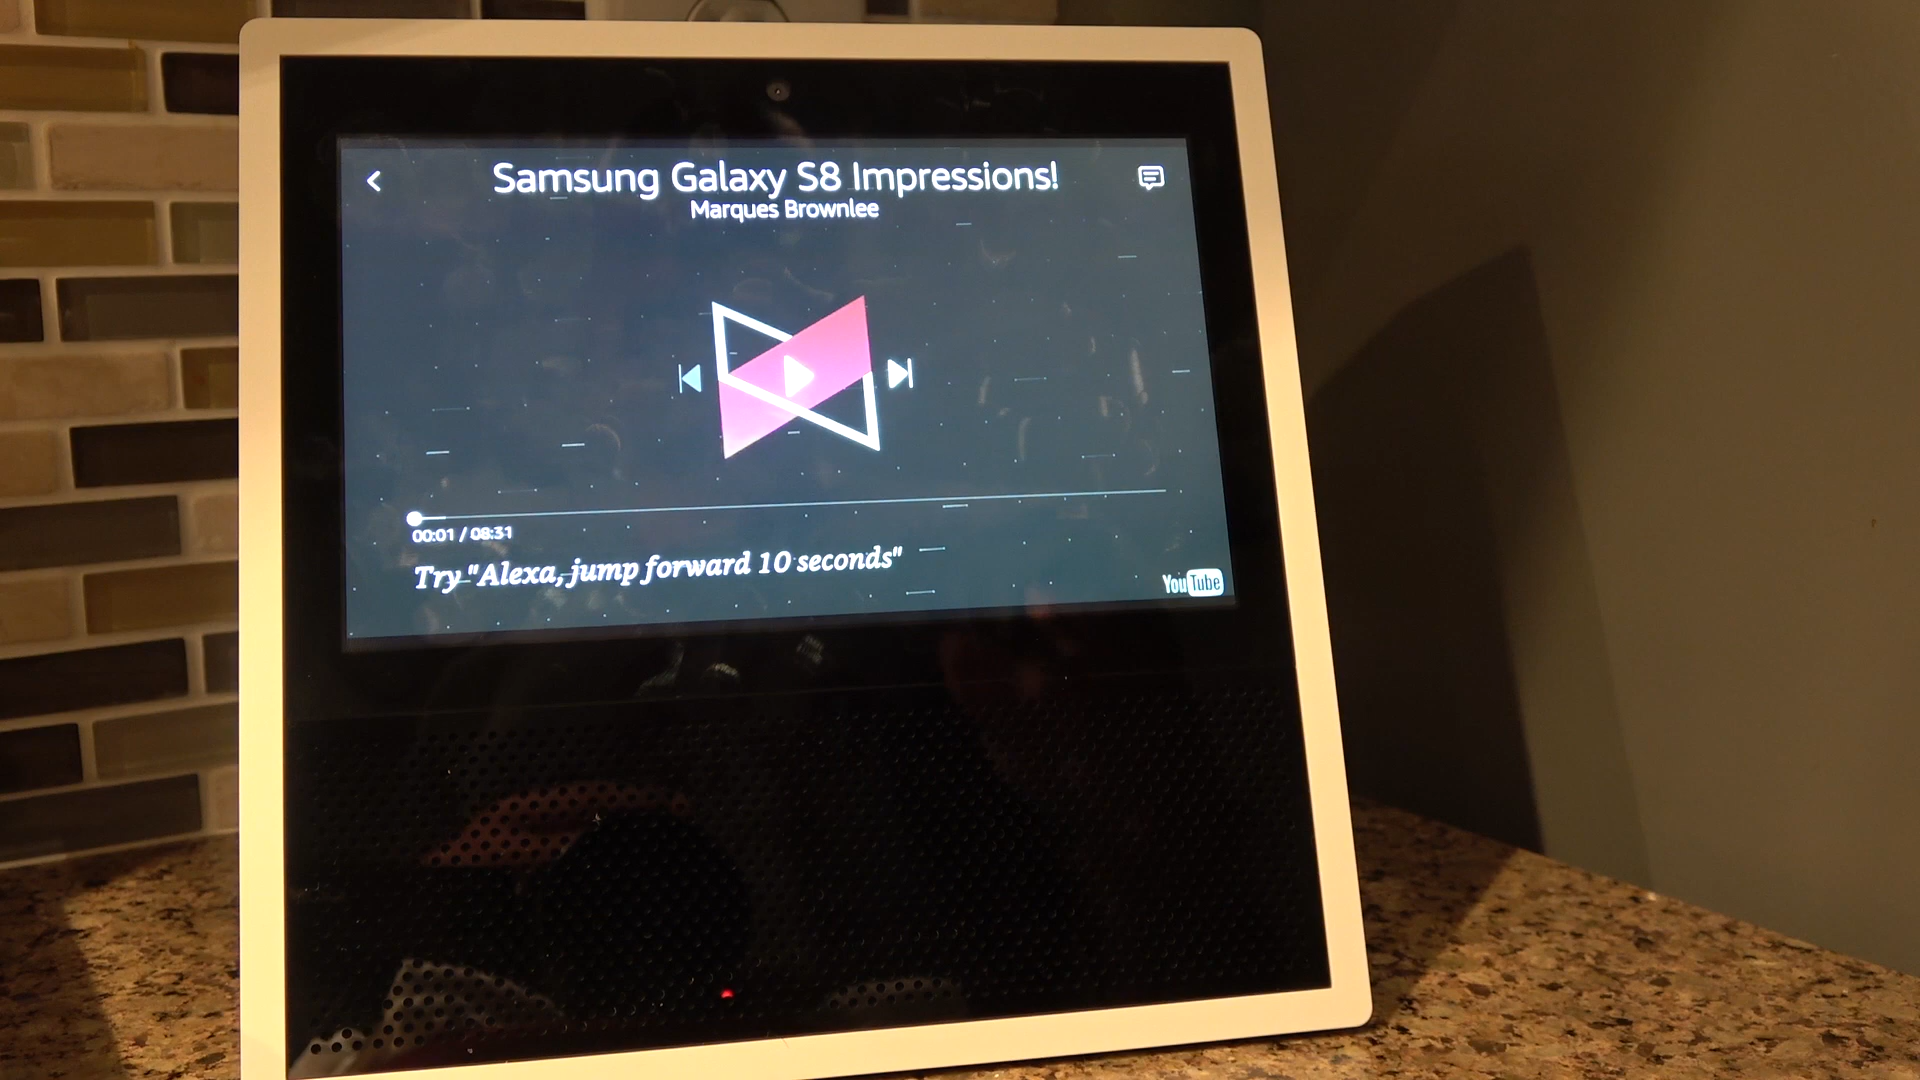 Samsung Galaxy S8 Impressions!
Marques Brownlee
00:01 / 08:31
Try "Alexa, jump forward 10 seconds"
YouTube